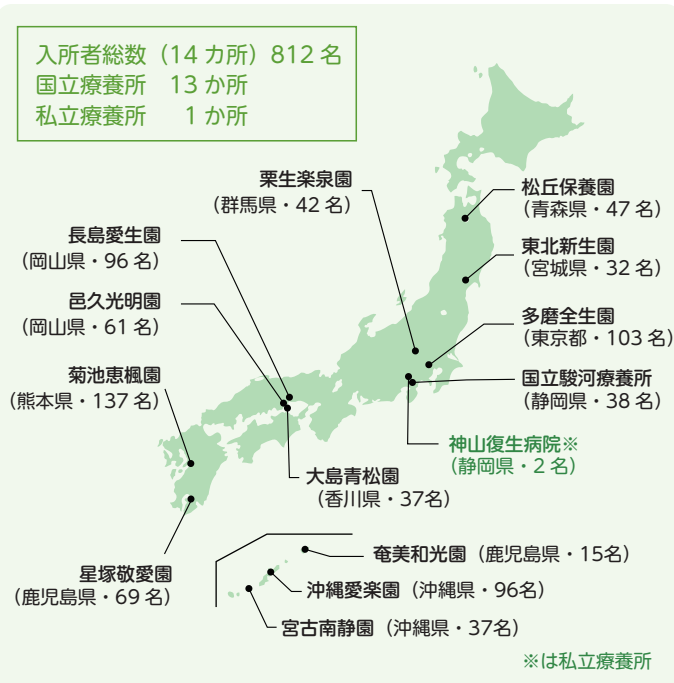 入所者総数（14 カ所）812 名
国立療養所　13 か所
私立療養所　1 か所
栗生楽泉園
（群馬県・42 名）
長島愛生園
（岡山県・96 名）
邑久光明園
（岡山県・61 名）
菊池恵楓園
（熊本県・137 名）
星塚敬愛園
（鹿児島県・69 名）
松丘保養園
（青森県・47 名）
東北新生園
（宮城県・32 名）
多磨全生園
（東京都・103 名）
国立駿河療養所
（静岡県・38 名）
神山復生病院※
（静岡県・2 名）
大島青松園
（香川県・37名）
奄美和光園（鹿児島県・15名）
沖縄愛楽園（沖縄県・96名）
宮古南静園（沖縄県・37名）
※は私立療養所